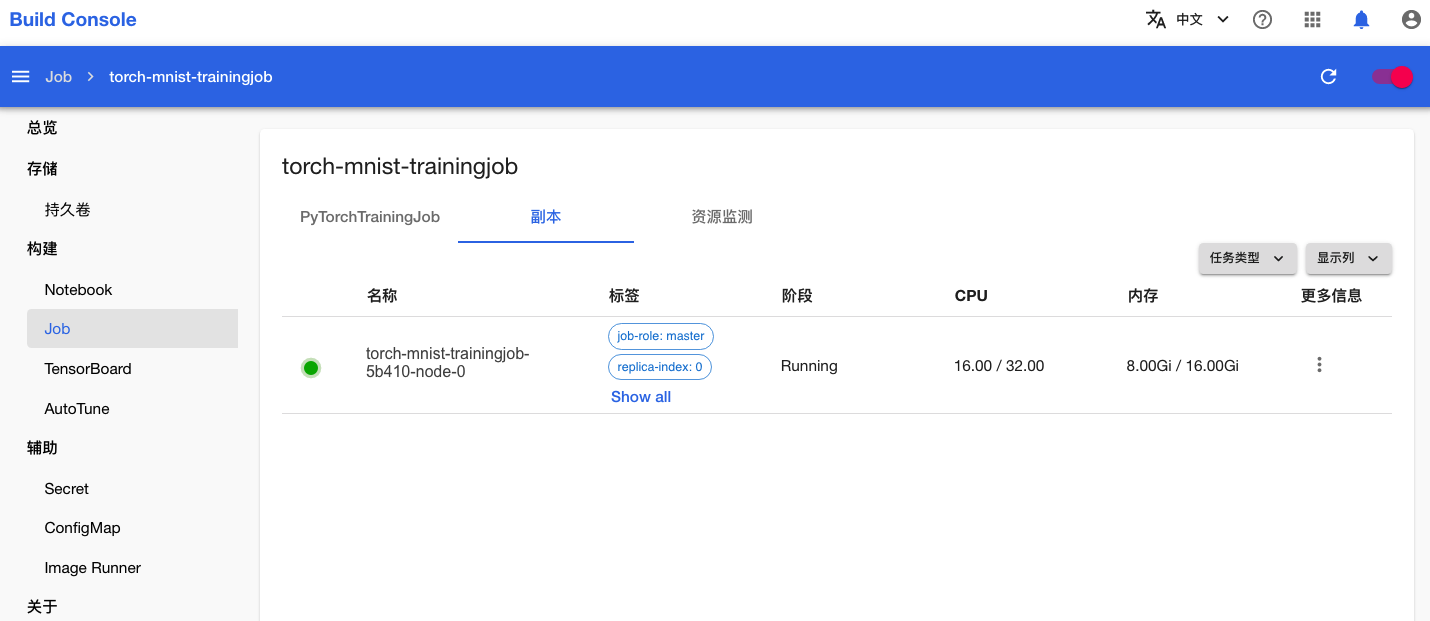 Build Console
中文
Job
torch-mnist-trainingjob
总览
存储
持久卷
构建
Notebook
Job
TensorBoard
AutoTune
辅助
Secret
ConfigMap
Image Runner
关于
torch-mnist-trainingjob
PyTorchTrainingJob 副本 资源监测
任务类型 显示列
名称 标签 阶段 CPU 内存 更多信息
torch-mnist-trainingjob-
5b410-node-0
job-role: master
replica-index: 0
Show all
Running
16.00 / 32.00
8.00Gi / 16.00Gi